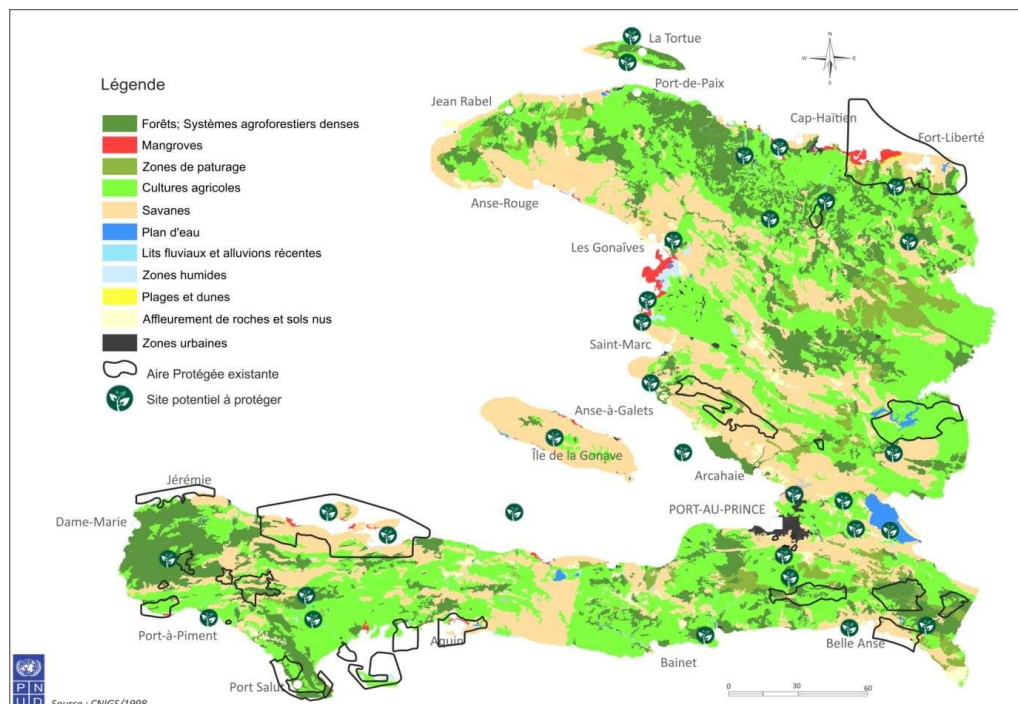 Légende
Forêts; Systèmes agroforestiers denses
Mangroves
Zones de paturage
Cultures agricoles
Savanes
Plan d'eau
Lits fluviaux et alluvions récentes
Zones humides
Plages et dunes
Affleurement de roches et sols nus
Zones urbaines
Aire Protégée existante
Site potentiel à protéger
N
W
E
S
La Tortue
Port-de-Paix
Jean Rabel
Cap-Haïtien
Fort-Liberté
Anse-Rouge
Les Gonaïves
Saint-Marc
Anse-à-Galets
Île de la Gonave
Arcahaie
Jérémie
Dame-Marie
PORT-AU-PRINCE
Port-à-Piment
Aquin
Port Salut
Bainet
Belle Anse
0 30 60
P N
U D
Source : CNIGS/1998